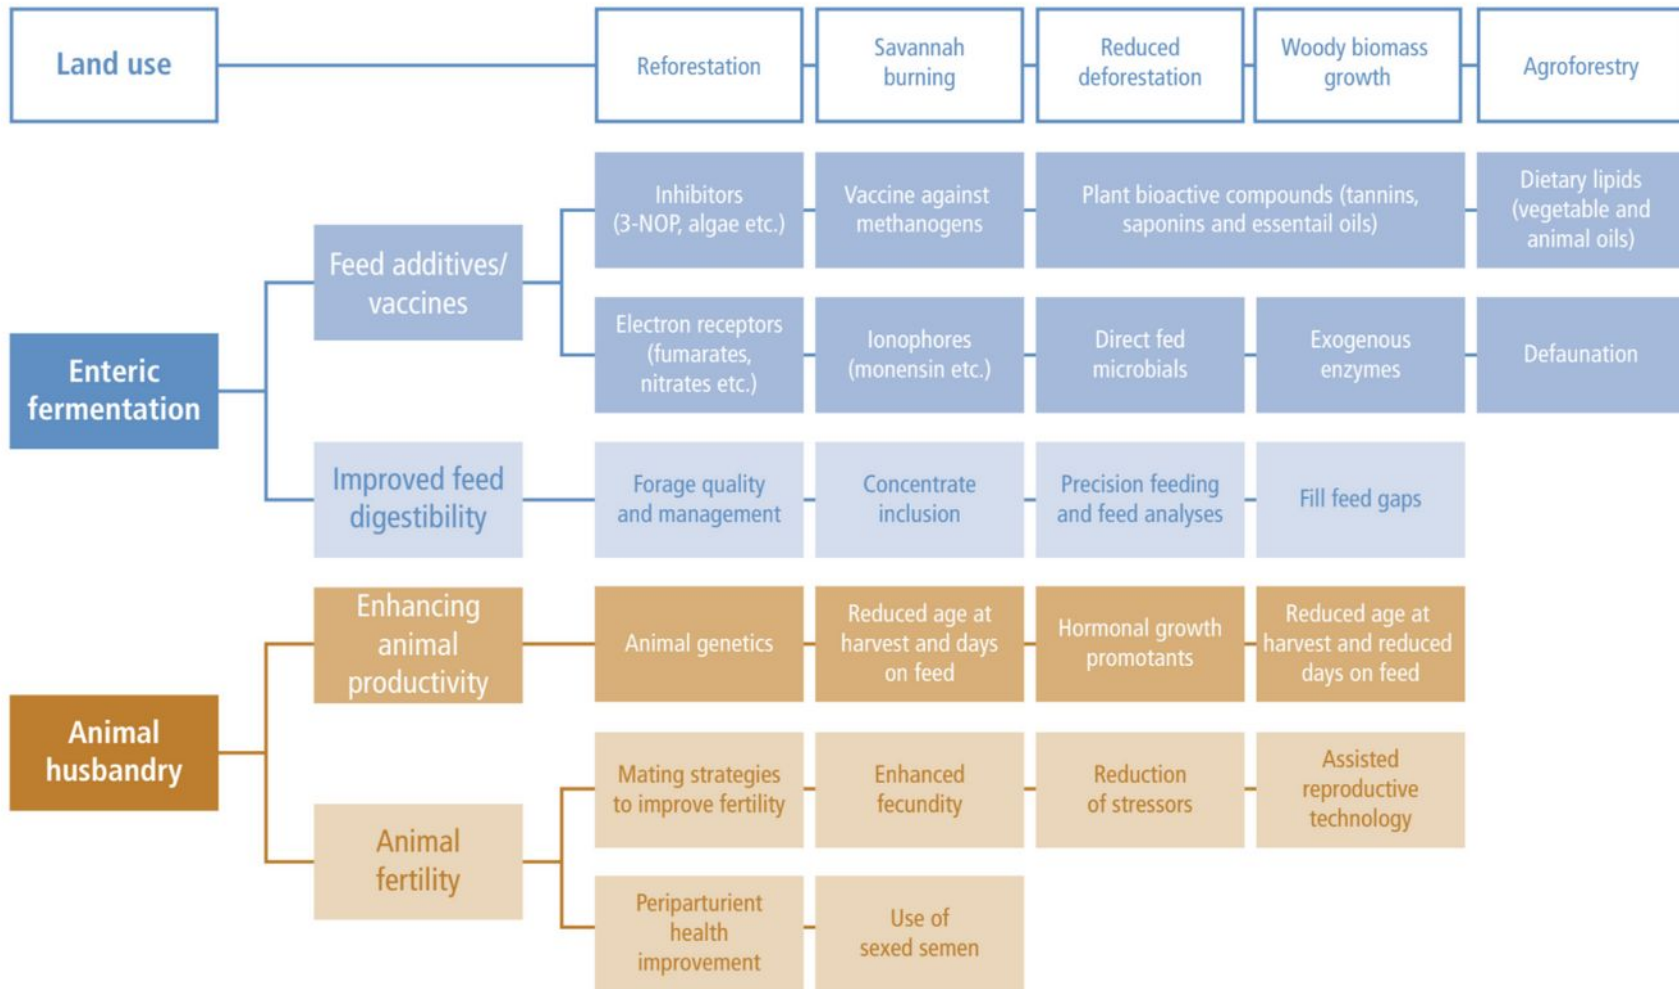 Land use
Reforestation
Savannah
burning
Reduced
deforestation
Woody biomass
growth
Agroforestry
Enteric
fermentation
Feed additives/
vaccines
Inhibitors
(3-NOP, algae etc.)
Vaccine against
methanogens
Plant bioactive compounds (tannins,
saponins and essentail oils)
Dietary lipids
(vegetable and
animal oils)
Electron receptors
(fumarates,
nitrates etc.)
Ionophores
(monensin etc.)
Direct fed
microbials
Exogenous
enzymes
Defaunation
Improved feed
digestibility
Forage quality
and management
Concentrate
inclusion
Precision feeding
and feed analyses
Fill feed gaps
Animal
husbandry
Enhancing
animal
productivity
Animal genetics
Reduced age at
harvest and days
on feed
Hormonal growth
promotants
Reduced age at
harvest and reduced
days on feed
Animal
fertility
Mating strategies
to improve fertility
Enhanced
fecundity
Reduction
of stressors
Assisted
reproductive
technology
Periparturient
health
improvement
Use of
sexed semen